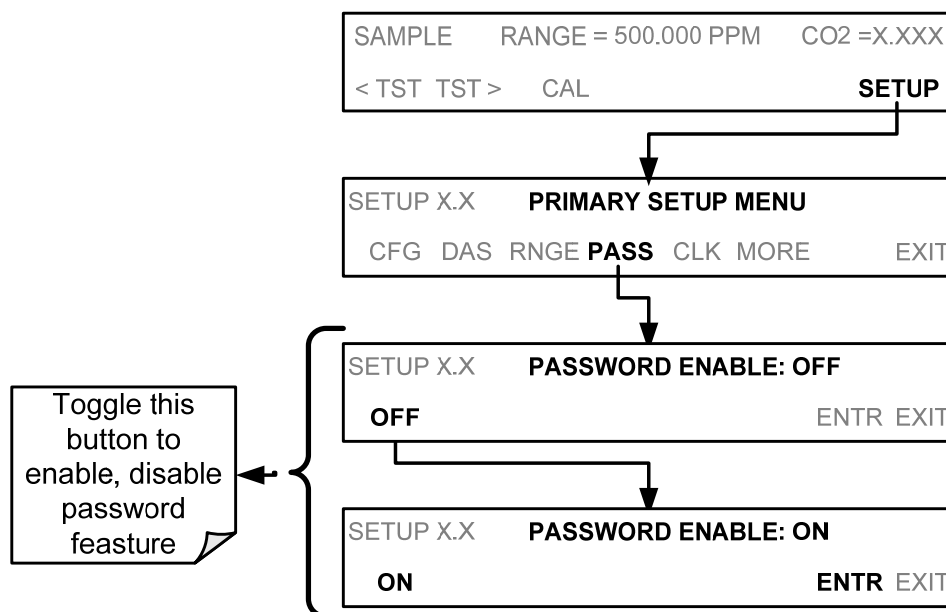 SAMPLE RANGE = 500.000 PPM CO2 =X.XXX
< TST TST > CAL SETUP
SETUP X.X PRIMARY SETUP MENU
CFG DAS RNGE PASS CLK MORE EXIT
SETUP X.X PASSWORD ENABLE: OFF
OFF ENTR EXIT
Toggle this
button to
enable, disable
password
feasture
SETUP X.X PASSWORD ENABLE: ON
ON ENTR EXIT